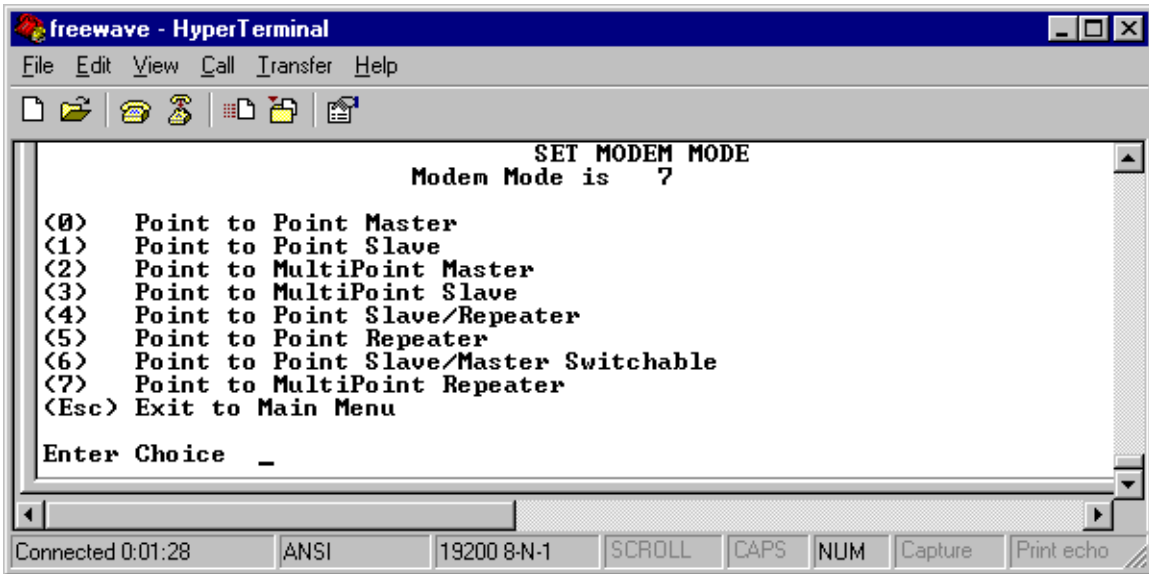 freewave - HyperTerminal
File Edit View Call Transfer Help
SET MODEM MODE
Modem Mode is 7
(0) Point to Point Master
(1) Point to Point Slave
(2) Point to MultiPoint Master
(3) Point to MultiPoint Slave
(4) Point to Point Slave/Repeater
(5) Point to Point Repeater
(6) Point to Point Slave/Master Switchable
(7) Point to MultiPoint Repeater
(Esc) Exit to Main Menu
Enter Choice _
Connected 0:01:28 ANSI 19200 8-N-1 SCROLL CAPS NUM Capture Print echo